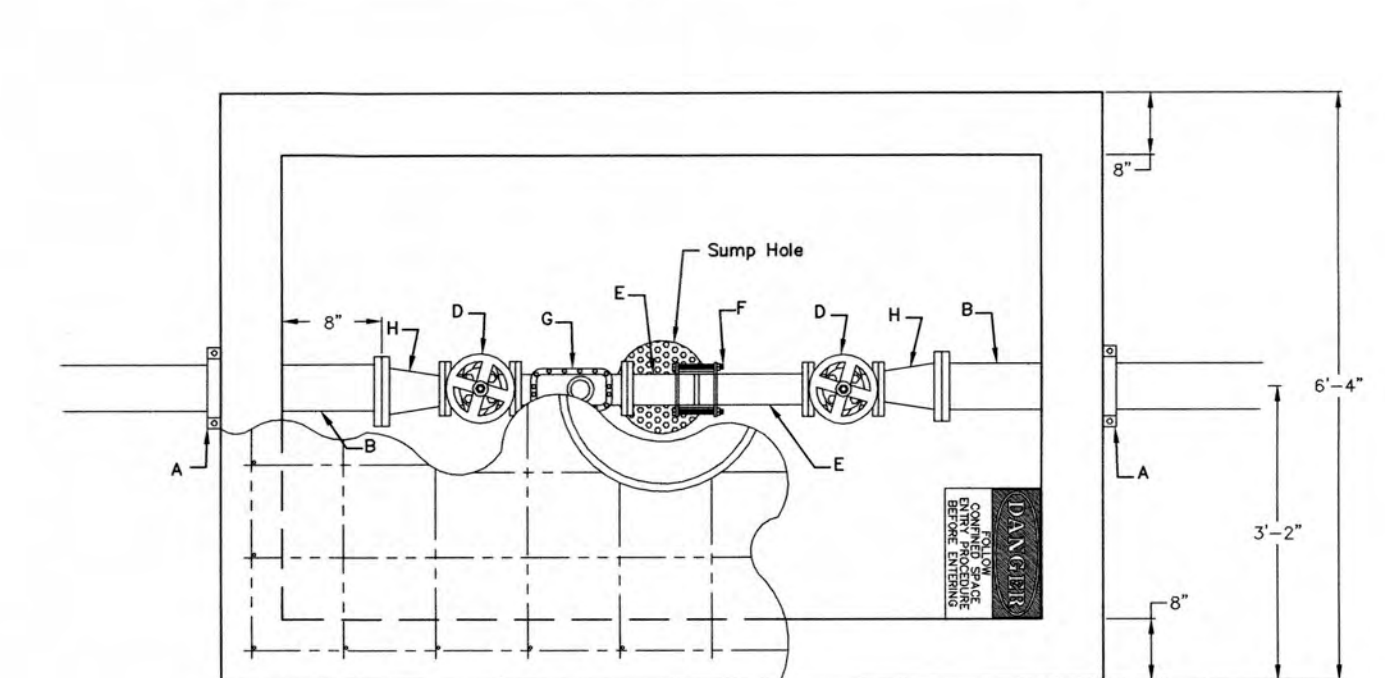 8"
Sump Hole
E
F
D
G
D
H
B
8"
H
6'-4"
B
E
A
A
3'-2"
DANGER
FOLLOW
CONFINED SPACE
ENTRY PROCEDURE
BEFORE ENTERING
8"